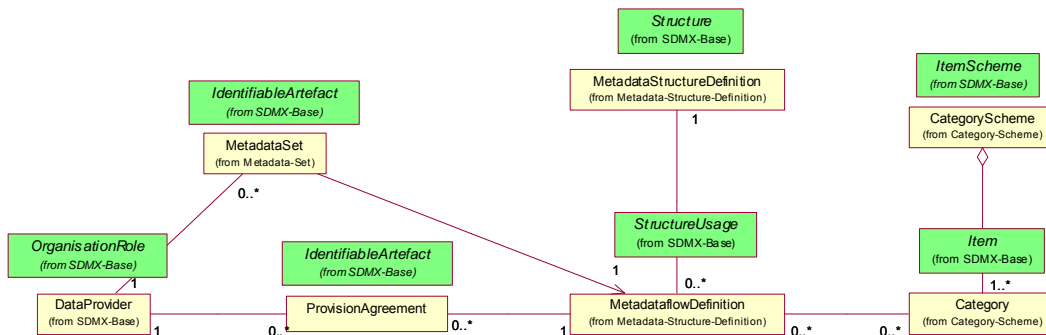 Structure
(from SDMX-Base)
MetadataStructureDefinition
(from Metadata-Structure-Definition)
1
ItemScheme
(from SDMX-Base)
CategoryScheme
(from Category-Scheme)
IdentifiableArtefact
(from SDMX-Base)
MetadataSet
(from Metadata-Set)
0..*
OrganisationRole
(from SDMX-Base)
1
DataProvider
(from SDMX-Base)
1
0..*
IdentifiableArtefact
(from SDMX-Base)
ProvisionAgreement
0..*
1
StructureUsage
(from SDMX-Base)
1
0..*
MetadataflowDefinition
(from Metadata-Structure-Definition)
0..*
0..*
Item
(from SDMX-Base)
1..*
Category
(from Category-Scheme)